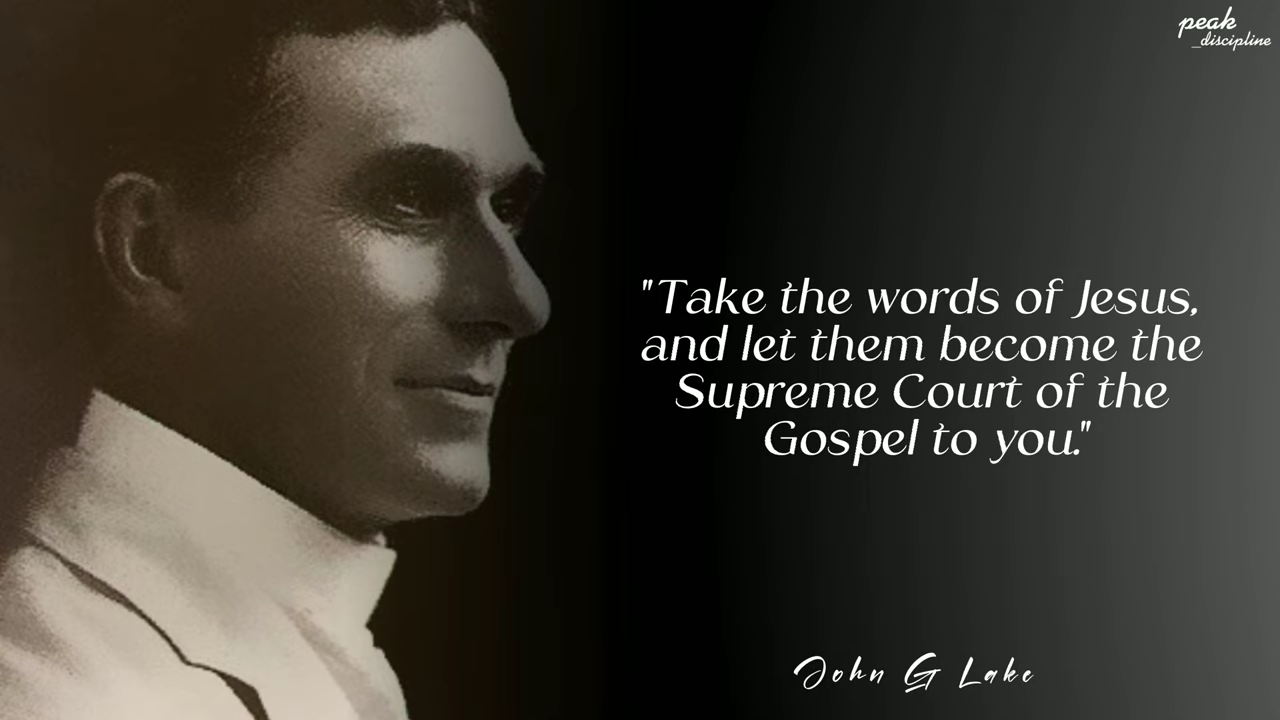 peak
_discipline
"Take the words of Jesus,
and let them become the
Supreme Court of the
Gospel to you."
John G Lake